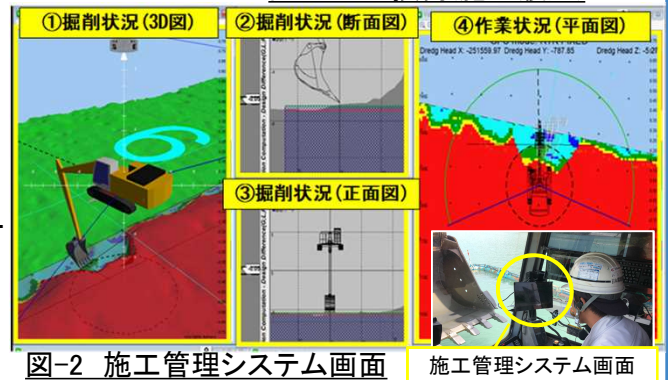 ①掘削状況(3D図)
②掘削状況(断面図)
④作業状況(平面図)
Dredg Head X: -251559.97 Dredg Head Y: -787.85
③掘削状況(正面図)
図-2 施工管理システム画面
施工管理システム画面